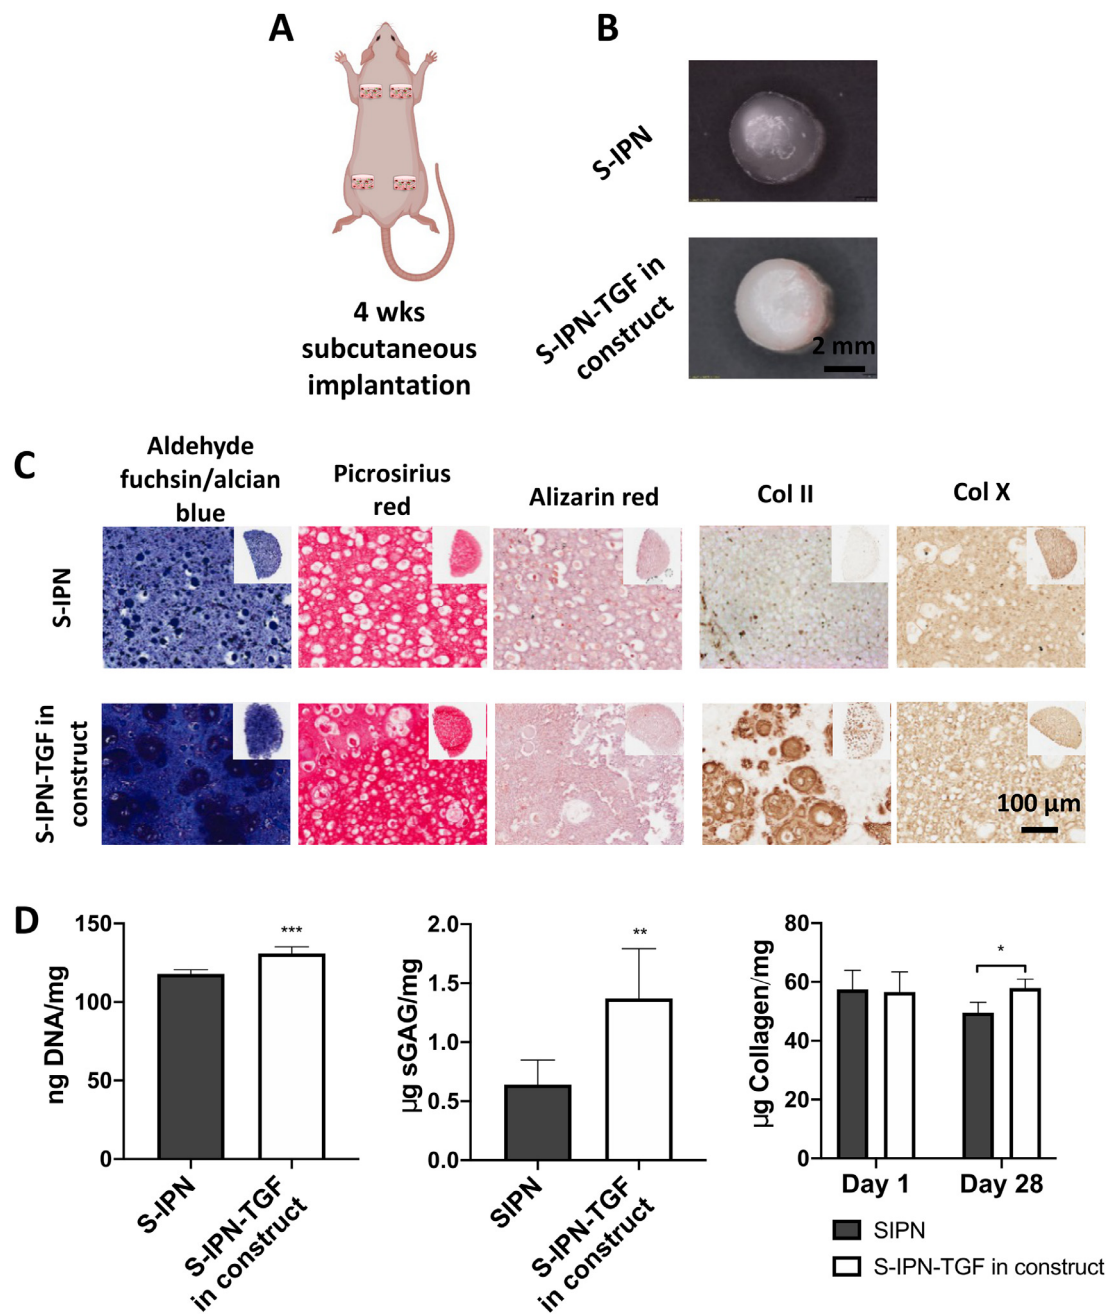 A
B
4 wks
subcutaneous
implantation
S-IPN
S-IPN-TGF in
construct
2 mm
C
Aldehyde
fuchsin/alcian
blue
Picrosirius
red
Alizarin red
Col II
Col X
S-IPN
S-IPN-TGF in
construct
100 µm
D
ng DNA/mg
150
100
50
0
***
S-IPN
S-IPN-TGF
in construct
µg sGAG/mg
2.0
1.5
1.0
0.5
0.0
**
SIPN
S-IPN-TGF
in construct
µg Collagen/mg
80
60
40
20
0
*
Day 1
Day 28
SIPN
S-IPN-TGF in construct